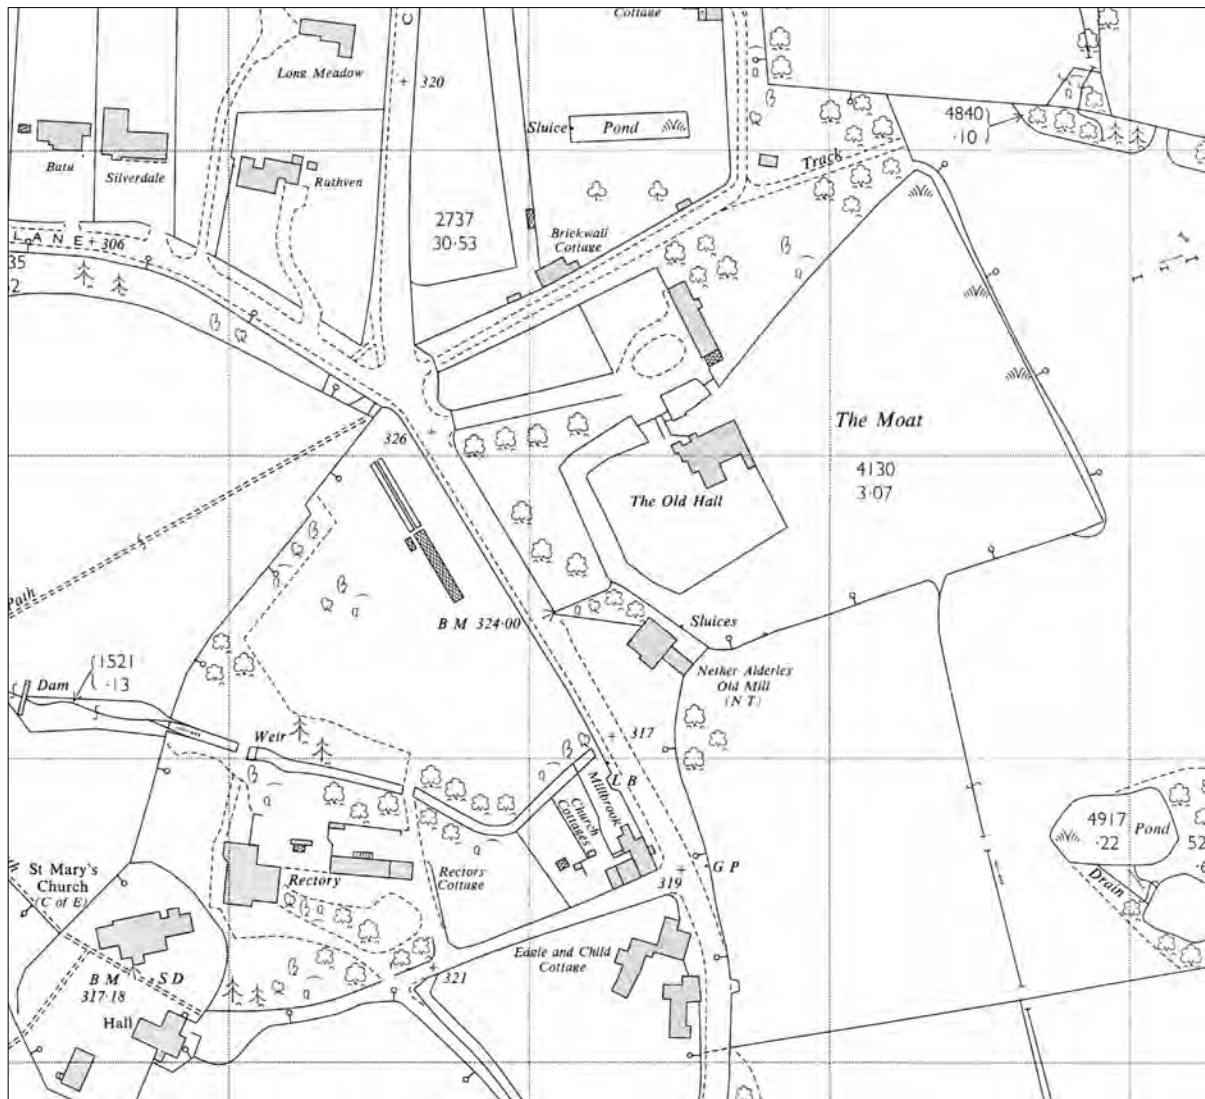 Cottage
C
320
Long Meadow
Sluice
Pond
4840
·10
Track
Batu
Silverdale
Ruthven
2737
30·53
Brickwall
Cottage
LANE
306
35
2
The Moat
326
4130
3·07
The Old Hall
Path
B M 324·00
Sluices
Nether Alderley
Old Mill
(N T)
1521
·13
Dam
Weir
317
L B
Millbrook
Church
Cottages
4917
·22
Pond
52
Drain
G P
319
St Mary's
Church
(C of E)
Rectory
Rectory
Cottage
Eagle and Child
Cottage
B M
317·18
S D
321
Hall